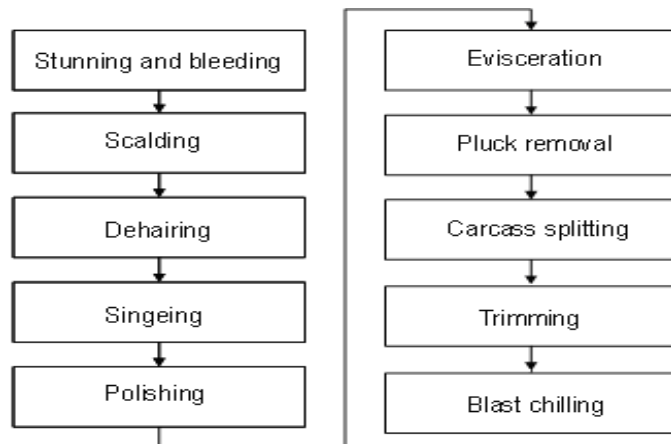 Stunning and bleeding
Scalding
Dehairing
Singeing
Polishing
Evisceration
Pluck removal
Carcass splitting
Trimming
Blast chilling